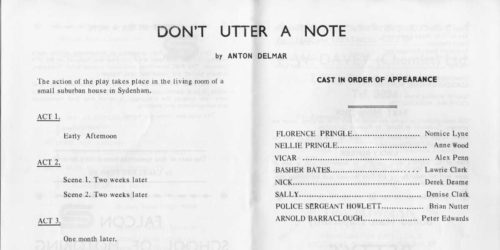 DON'T UTTER A NOTE
by ANTON DELMAR
The action of the play takes place in the living room of a
small suburban house in Sydenham.
ACT 1.
Early Afternoon
ACT 2.
Scene 1. Two weeks later
Scene 2. Two weeks later
ACT 3.
One month later.
CAST IN ORDER OF APPEARANCE
FLORENCE PRINGLE........................ Nornice Lyne
NELLIE PRINGLE........................... Anne Wood
VICAR ........................................ Alex Penn
BASHER BATES........................... Lawrie Clark
NICK........................................ Derek Deame
SALLY........................................ Denise Clark
POLICE SERGEANT HOWLETT........... Brian Nutter
ARNOLD BARRACLOUGH.............. Peter Edwards